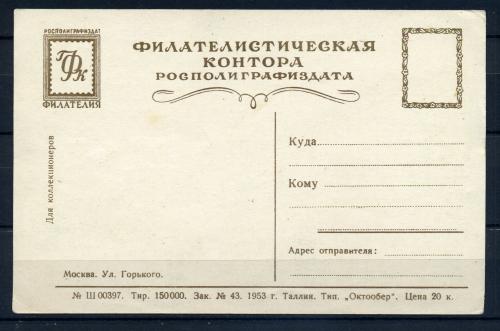 РОСПОЛИГРАФИЗДАТ
ГФК
ФИЛАТЕЛИЯ
ФИЛАТЕЛИСТИЧЕСКАЯ
КОНТОРА
РОСПОЛИГРАФИЗДАТА
Для коллекционеров
Куда
Кому
Адрес отправителя:
Москва. Ул. Горького.
№ Ш 00397. Тир. 150000. Зак. № 43. 1953 г. Таллин. Тип. „Октообер". Цена 20 к.